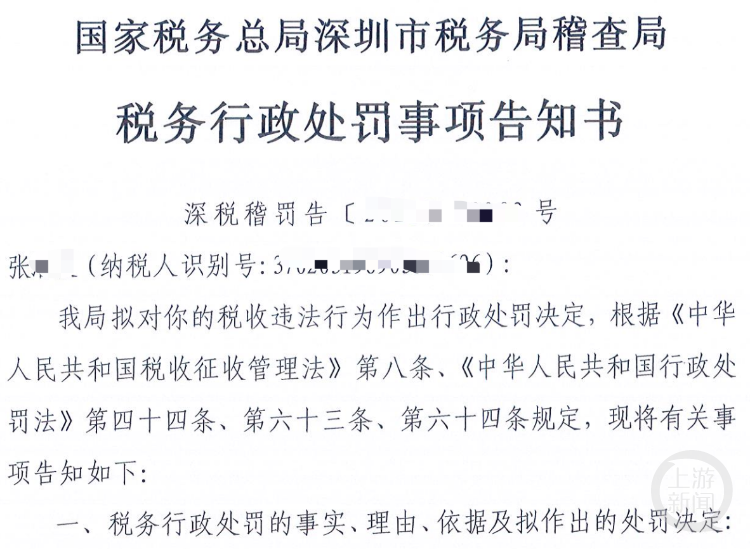 国家税务总局深圳市税务局稽查局
税务行政处罚事项告知书
深税稽罚告〔 号
张 (纳税人识别号: ):
我局拟对你的税收违法行为作出行政处罚决定，根据《中华
人民共和国税收征收管理法》第八条、《中华人民共和国行政处
罚法》第四十四条、第六十三条、第六十四条规定，现将有关事
项告知如下:
一、税务行政处罚的事实、理由、依据及拟作出的处罚决定:
上游
新闻